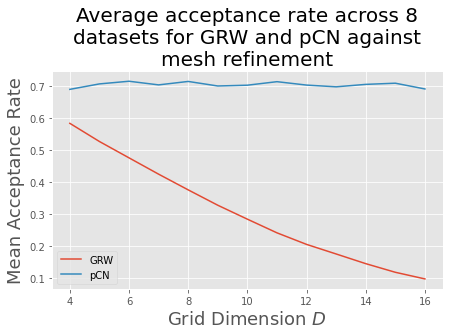 Average acceptance rate across 8
datasets for GRW and pCN against
mesh refinement
Mean Acceptance Rate
0.7
0.6
0.5
0.4
0.3
0.2
0.1
GRW
pCN
4 6 8 10 12 14 16
Grid Dimension D